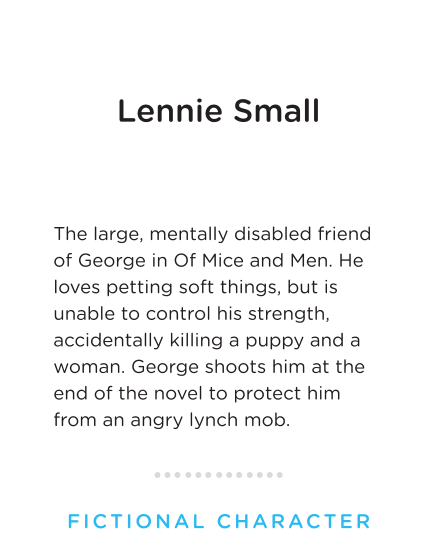 Lennie Small
The large, mentally disabled friend
of George in Of Mice and Men. He
loves petting soft things, but is
unable to control his strength,
accidentally killing a puppy and a
woman. George shoots him at the
end of the novel to protect him
from an angry lynch mob.
FICTIONAL CHARACTER